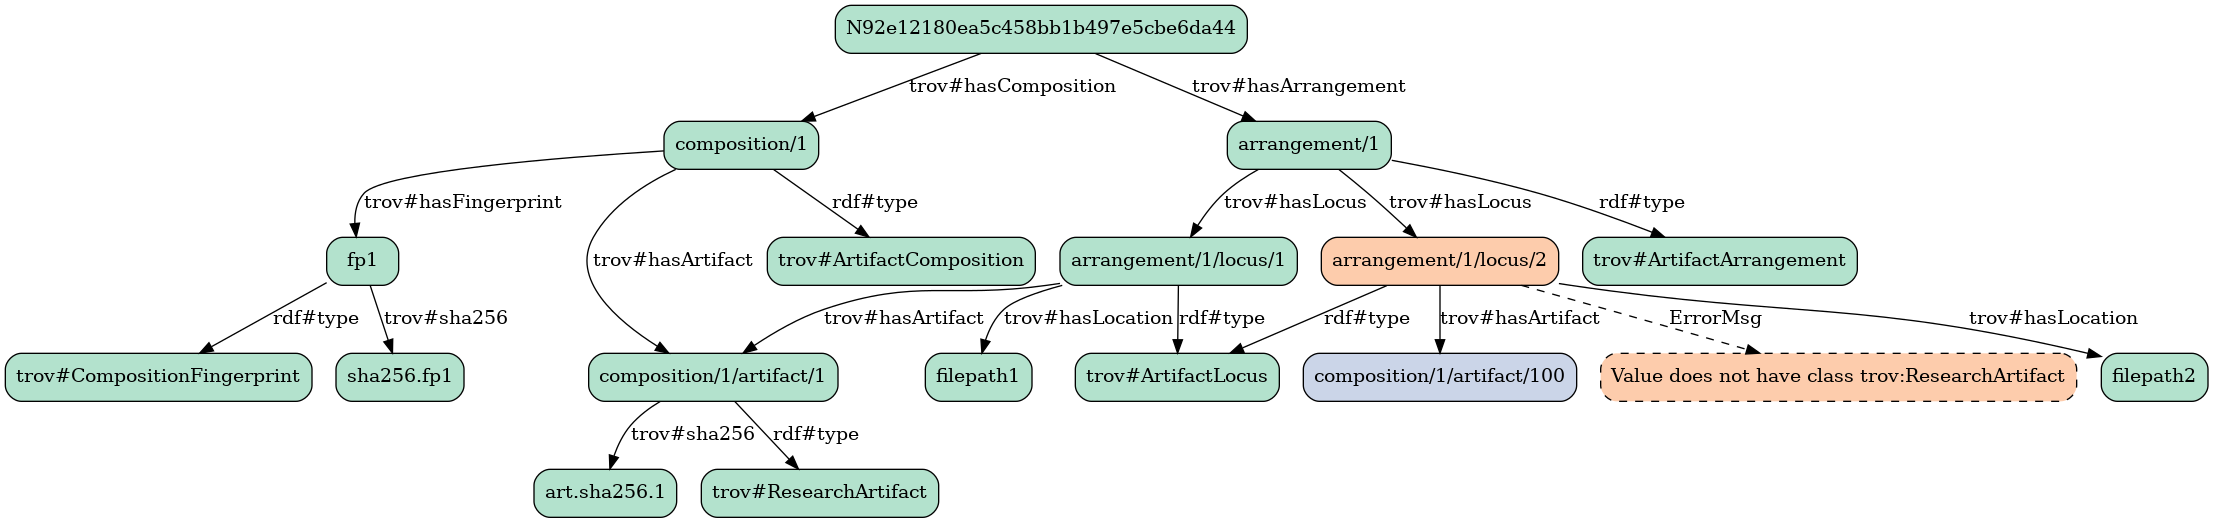 N92e12180ea5c458bb1b497e5cbe6da44
trov#hasComposition
trov#hasArrangement
composition/1
arrangement/1
trov#hasFingerprint
trov#hasLocus
trov#hasLocus
rdf#type
rdf#type
fp1
trov#hasArtifact
trov#ArtifactComposition
arrangement/1/locus/1
arrangement/1/locus/2
trov#ArtifactArrangement
rdf#type
trov#sha256
trov#hasArtifact
trov#hasLocation
rdf#type
rdf#type
trov#hasArtifact
ErrorMsg
trov#hasLocation
trov#CompositionFingerprint
sha256.fp1
composition/1/artifact/1
filepath1
trov#ArtifactLocus
composition/1/artifact/100
Value does not have class trov:ResearchArtifact
filepath2
trov#sha256
rdf#type
art.sha256.1
trov#ResearchArtifact